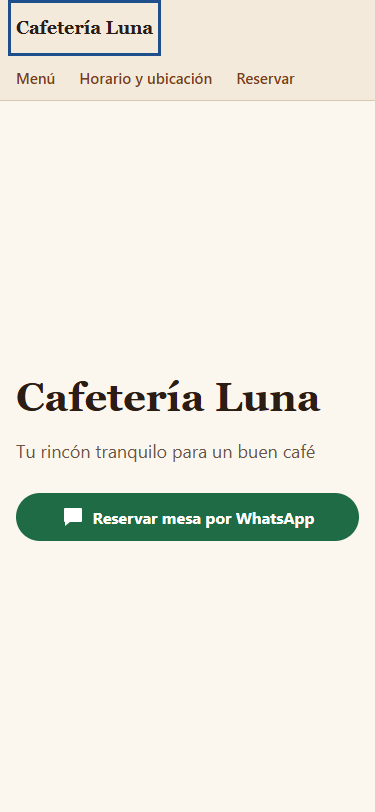 Cafetería Luna
Menú Horario y ubicación Reservar
Cafetería Luna
Tu rincón tranquilo para un buen café
Reservar mesa por WhatsApp